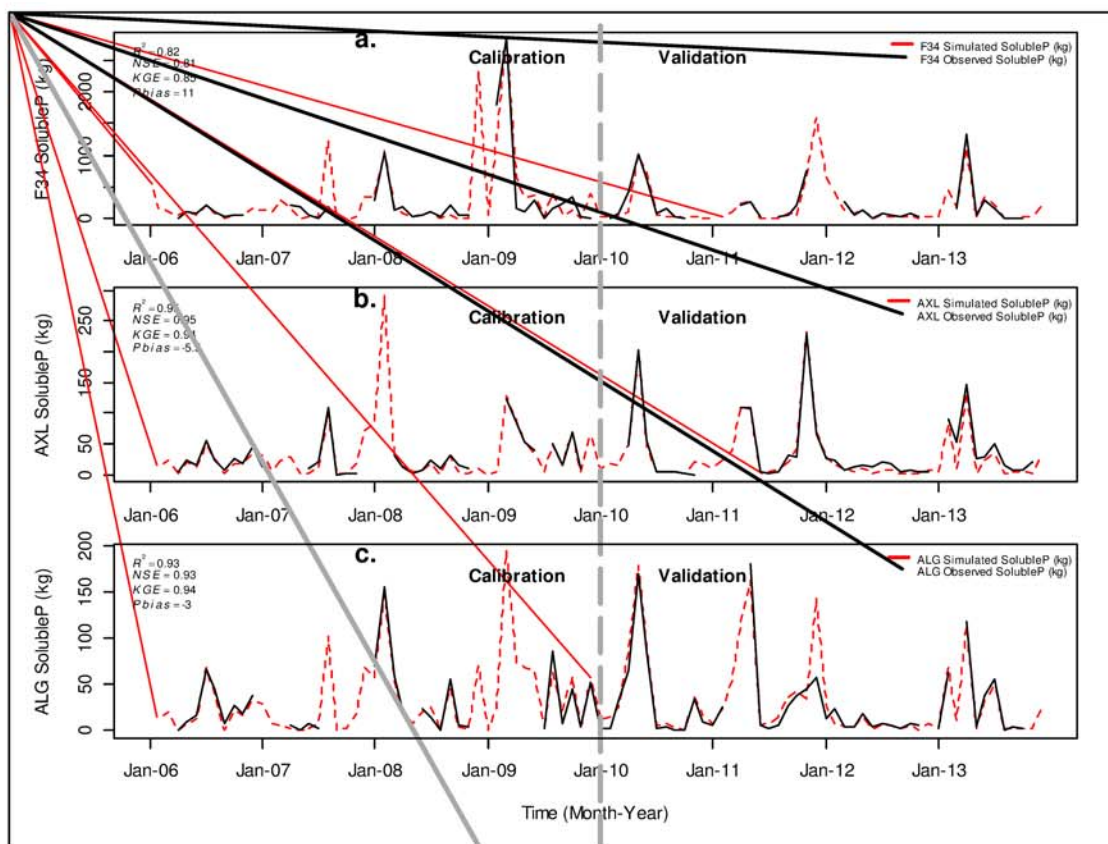 a.
R² = 0.82
NSE = 0.81
KGE = 0.85
Pbias = 11
Calibration
Validation
F34 Simulated SolubleP (kg)
F34 Observed SolubleP (kg)
F34 SolubleP (kg)
0 1000 2000
Jan-06 Jan-07 Jan-08 Jan-09 Jan-10 Jan-11 Jan-12 Jan-13
b.
NSE = 0.95
KGE = 0.94
Calibration
Validation
AXL Simulated SolubleP (kg)
AXL Observed SolubleP (kg)
AXL SolubleP (kg)
0 50 150 250
Jan-06 Jan-07 Jan-08 Jan-09 Jan-10 Jan-11 Jan-12 Jan-13
c.
R² = 0.93
NSE = 0.93
KGE = 0.94
Pbias = -3
Calibration
Validation
ALG Simulated SolubleP (kg)
ALG Observed SolubleP (kg)
ALG SolubleP (kg)
0 50 100 150 200
Jan-06 Jan-07 Jan-08 Jan-09 Jan-10 Jan-11 Jan-12 Jan-13
Time (Month-Year)